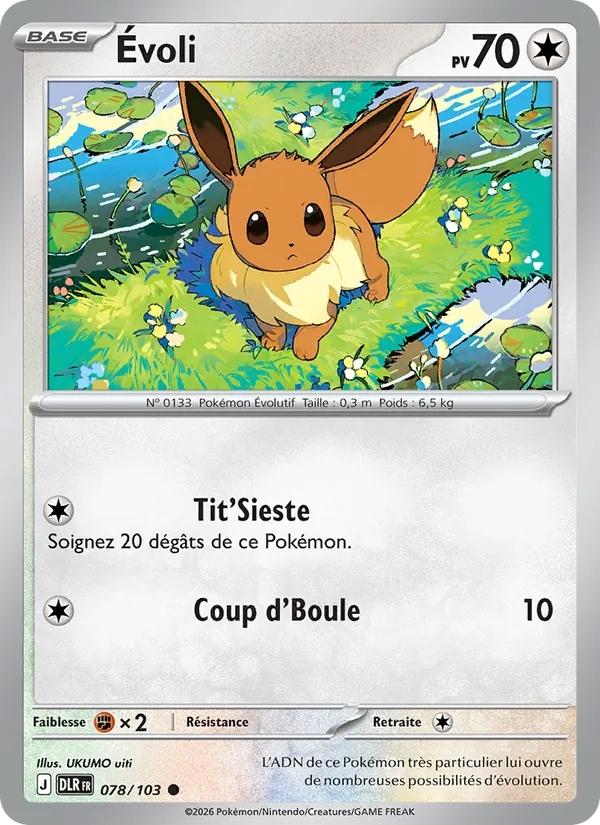 BASE
Évoli
PV 70
N° 0133 Pokémon Évolutif Taille : 0,3 m Poids : 6,5 kg
Tit'Sieste
Soignez 20 dégâts de ce Pokémon.
Coup d'Boule 10
Faiblesse ×2 Résistance Retraite
Illus. UKUMO uiti
L'ADN de ce Pokémon très particulier lui ouvre
de nombreuses possibilités d'évolution.
J DLR FR 078/103
©2026 Pokémon/Nintendo/Creatures/GAME FREAK